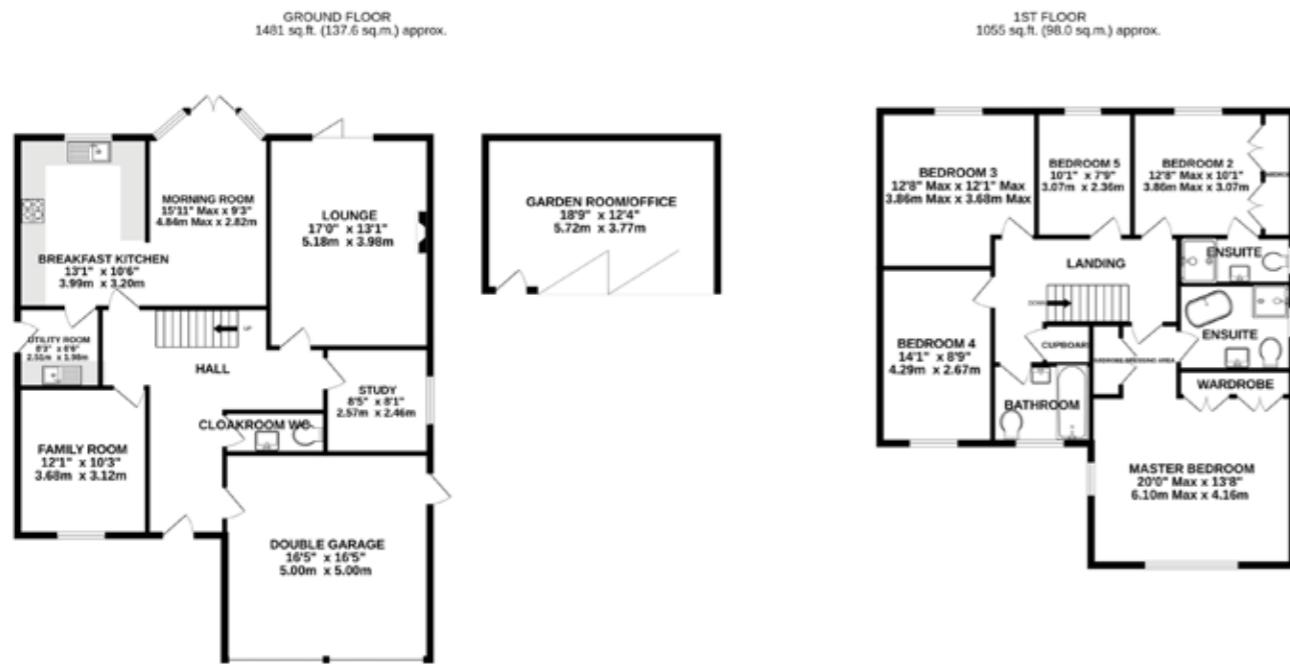 GROUND FLOOR
1481 sq.ft. (137.6 sq.m.) approx.
MORNING ROOM
15'11" Max x 9'3"
4.84m Max x 2.82m
BREAKFAST KITCHEN
13'1" x 10'6"
3.99m x 3.20m
LOUNGE
17'0" x 13'1"
5.18m x 3.98m
GARDEN ROOM/OFFICE
18'9" x 12'4"
5.72m x 3.77m
UTILITY ROOM
8'3" x 6'6"
2.51m x 1.98m
UP
HALL
STUDY
8'5" x 8'1"
2.57m x 2.46m
CLOAKROOM WC
FAMILY ROOM
12'1" x 10'3"
3.68m x 3.12m
DOUBLE GARAGE
16'5" x 16'5"
5.00m x 5.00m
1ST FLOOR
1055 sq.ft. (98.0 sq.m.) approx.
BEDROOM 3
12'8" Max x 12'1" Max
3.86m Max x 3.68m Max
BEDROOM 5
10'1" x 7'9"
3.07m x 2.36m
BEDROOM 2
12'8" Max x 10'1"
3.86m Max x 3.07m
LANDING
ENSUITE
DOWN
BEDROOM 4
14'1" x 8'9"
4.29m x 2.67m
CUPBOARD
ENSUITE
BATHROOM
WARDROBE
MASTER BEDROOM
20'0" Max x 13'8"
6.10m Max x 4.16m